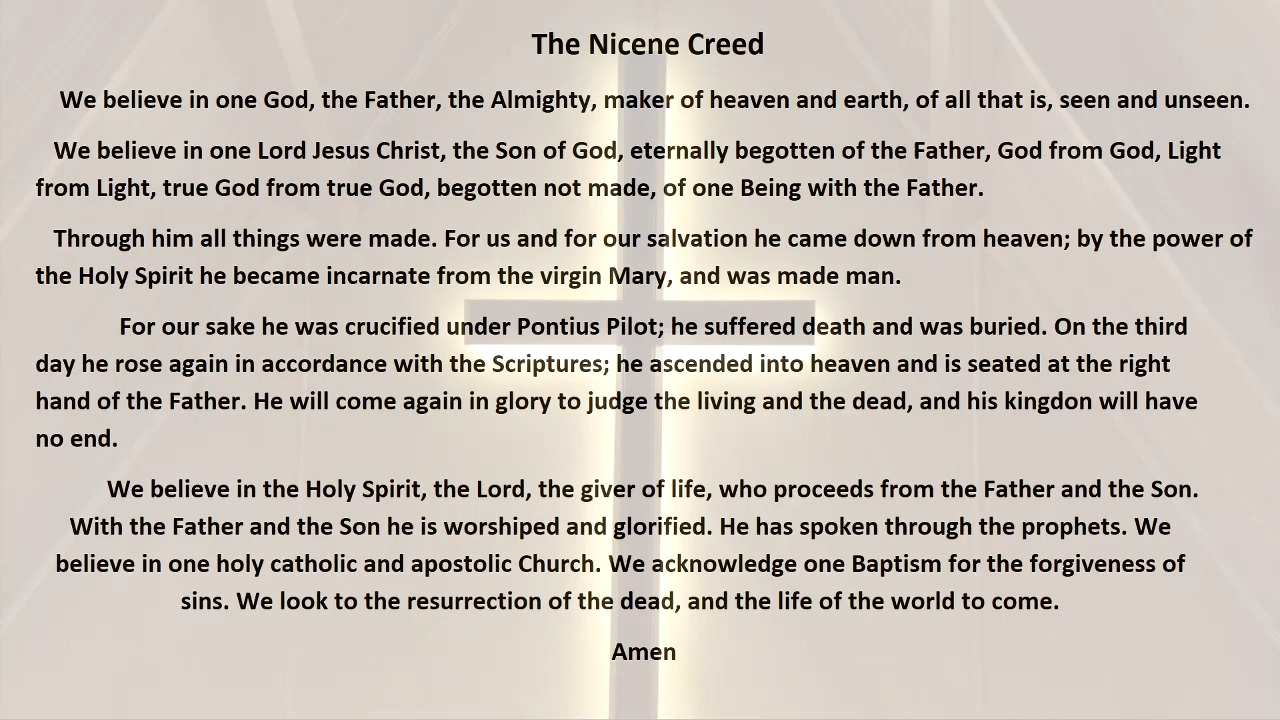 The Nicene Creed
We believe in one God, the Father, the Almighty, maker of heaven and earth, of all that is, seen and unseen.
We believe in one Lord Jesus Christ, the Son of God, eternally begotten of the Father, God from God, Light
from Light, true God from true God, begotten not made, of one Being with the Father.
Through him all things were made. For us and for our salvation he came down from heaven; by the power of
the Holy Spirit he became incarnate from the virgin Mary, and was made man.
For our sake he was crucified under Pontius Pilot; he suffered death and was buried. On the third
day he rose again in accordance with the Scriptures; he ascended into heaven and is seated at the right
hand of the Father. He will come again in glory to judge the living and the dead, and his kingdon will have
no end.
We believe in the Holy Spirit, the Lord, the giver of life, who proceeds from the Father and the Son.
With the Father and the Son he is worshiped and glorified. He has spoken through the prophets. We
believe in one holy catholic and apostolic Church. We acknowledge one Baptism for the forgiveness of
sins. We look to the resurrection of the dead, and the life of the world to come.
Amen